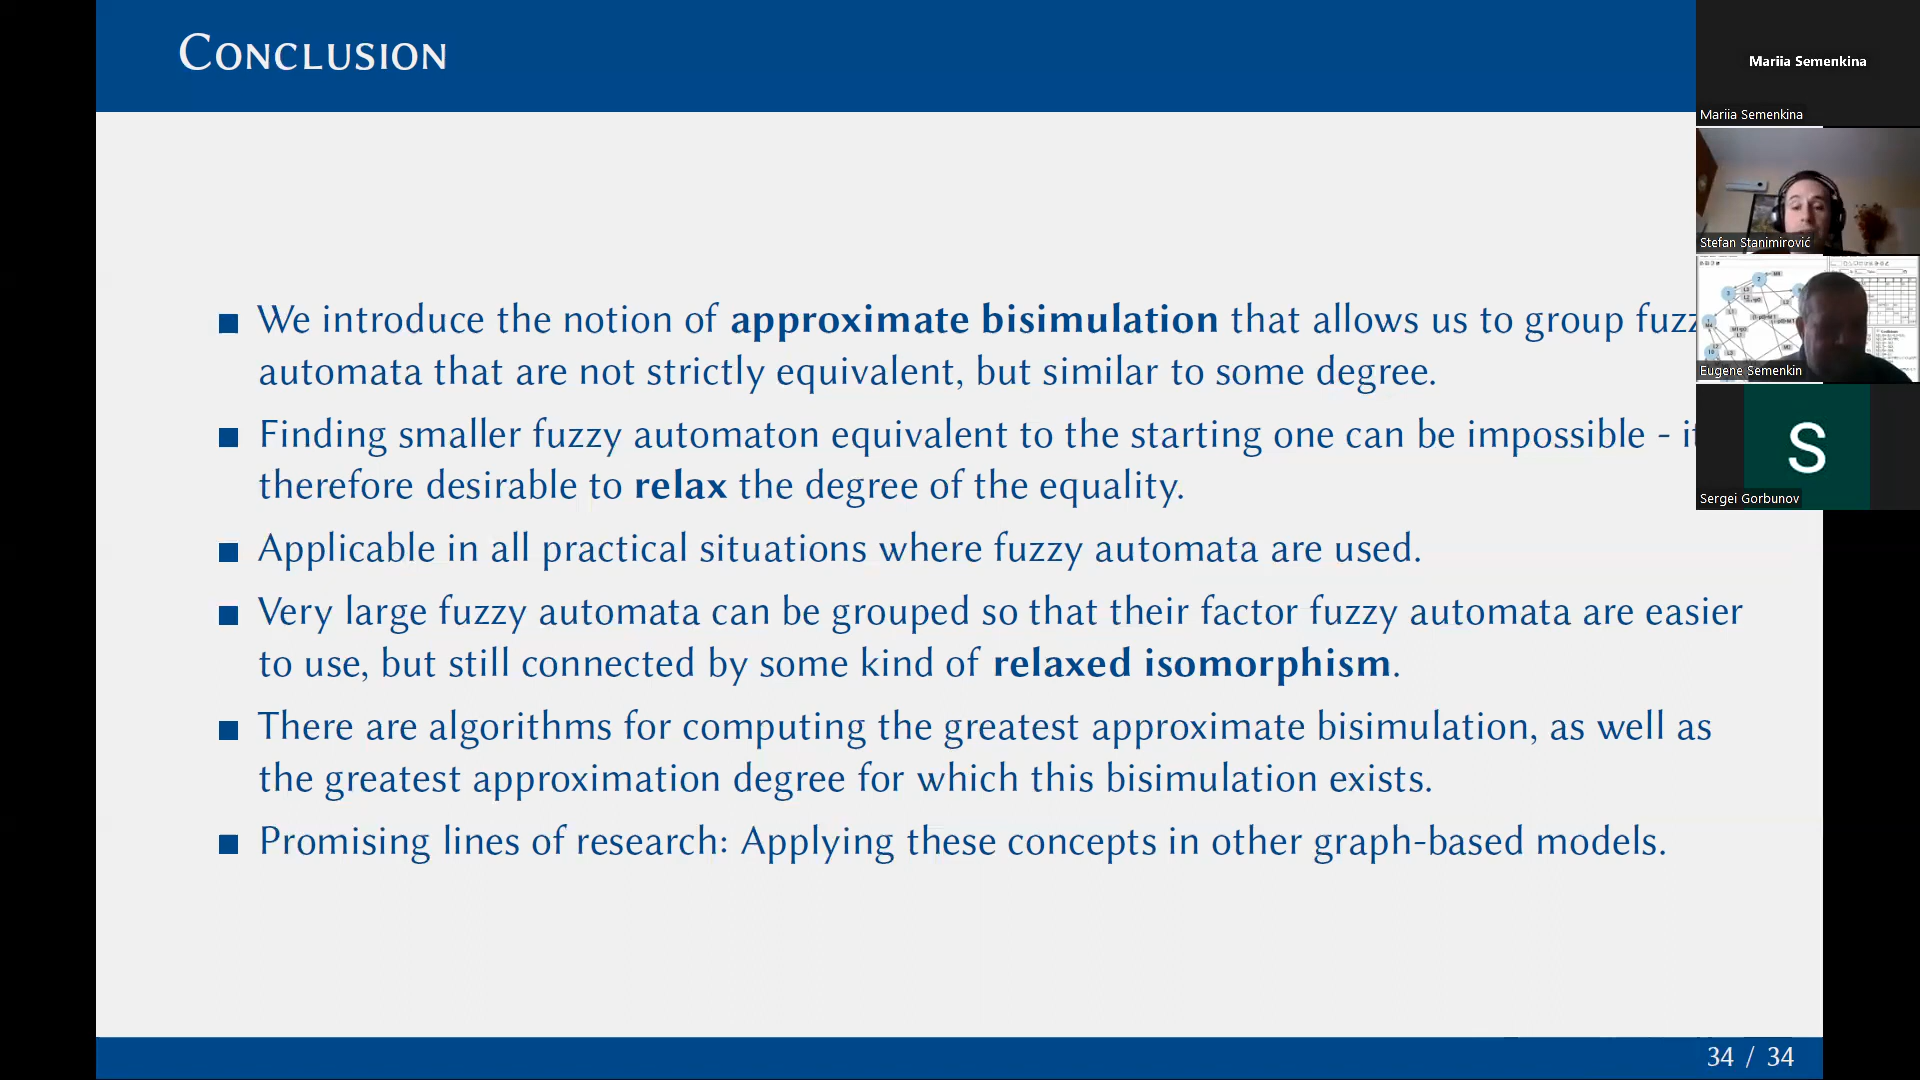 Conclusion
We introduce the notion of approximate bisimulation that allows us to group fuzz
automata that are not strictly equivalent, but similar to some degree.
Finding smaller fuzzy automaton equivalent to the starting one can be impossible - it
therefore desirable to relax the degree of the equality.
Applicable in all practical situations where fuzzy automata are used.
Very large fuzzy automata can be grouped so that their factor fuzzy automata are easier
to use, but still connected by some kind of relaxed isomorphism.
There are algorithms for computing the greatest approximate bisimulation, as well as
the greatest approximation degree for which this bisimulation exists.
Promising lines of research: Applying these concepts in other graph-based models.
34 / 34
Mariia Semenkina
Mariia Semenkina
Stefan Stanimirović
Eugene Semenkin
S
Sergei Gorbunov